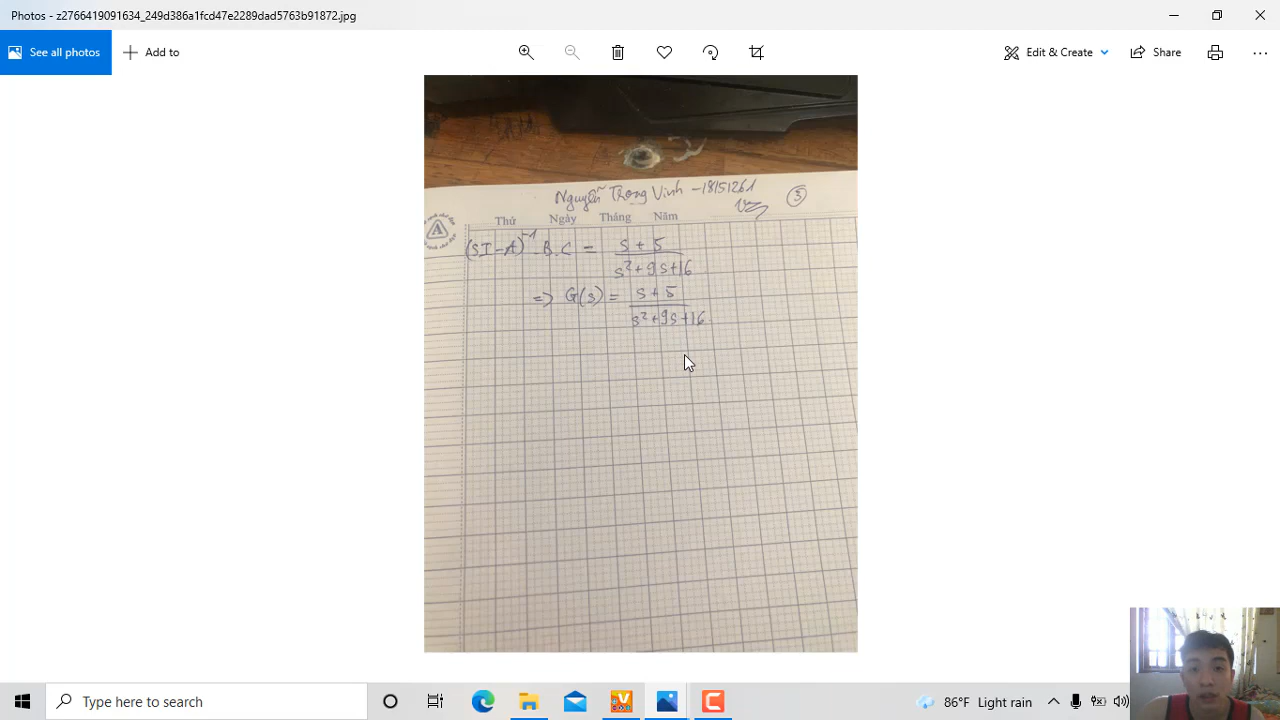 Photos - z2766419091634_249d386a1fcd47e2289dad5763b91872.jpg
See all photos
Add to
Edit & Create
Share
Nguyễn Trọng Vinh - 18151261
3
Thứ Ngày Tháng Năm
(SI-A)⁻¹.B.C = s+5 / s²+9s+16
=> G(s) = s+5 / s²+9s+16
Type here to search
86°F Light rain